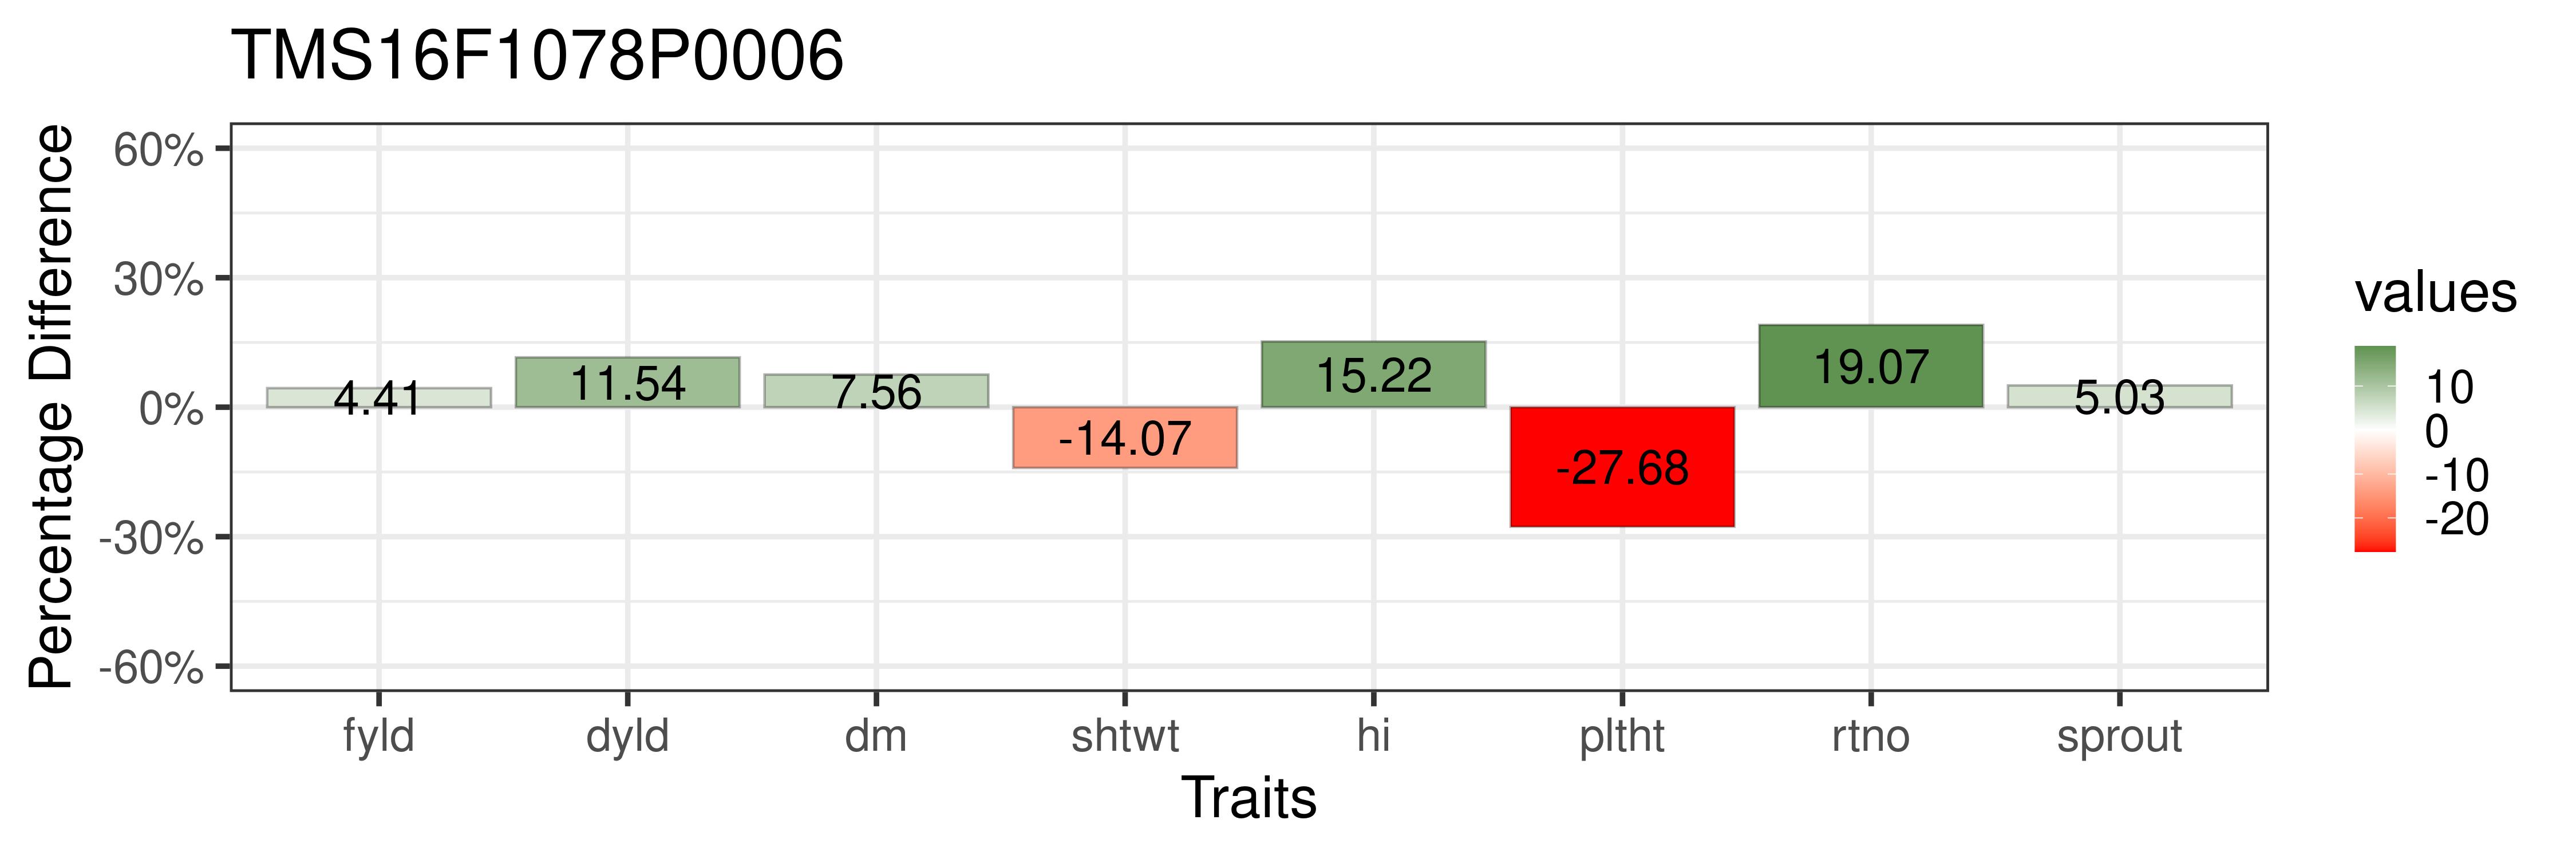 TMS16F1078P0006
Percentage Difference
60%
30%
0%
-30%
-60%
4.41
11.54
7.56
-14.07
15.22
-27.68
19.07
5.03
fyld
dyld
dm
shtwt
hi
pltht
rtno
sprout
Traits
values
10
0
-10
-20